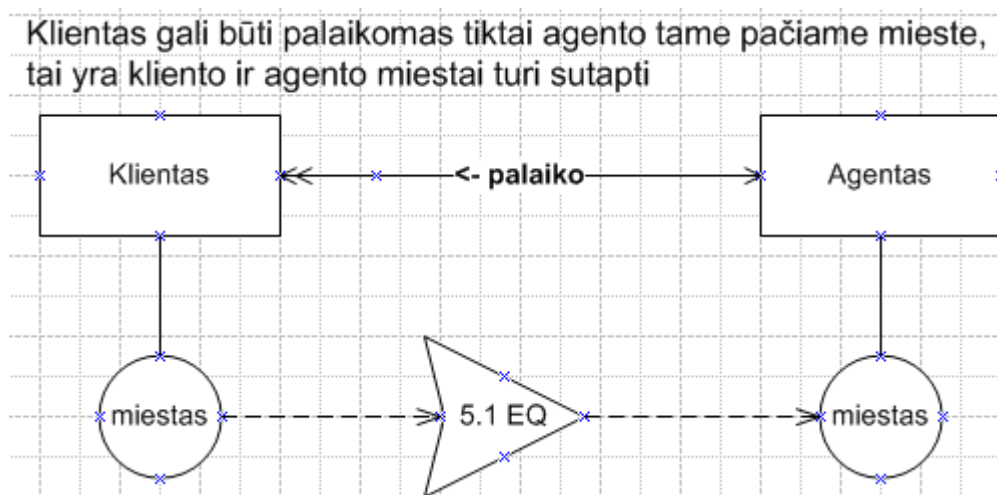 Klientas gali būti palaikomas tiktai agento tame pačiame mieste,
tai yra kliento ir agento miestai turi sutapti
Klientas
<- palaiko
Agentas
miestas
5.1 EQ
miestas